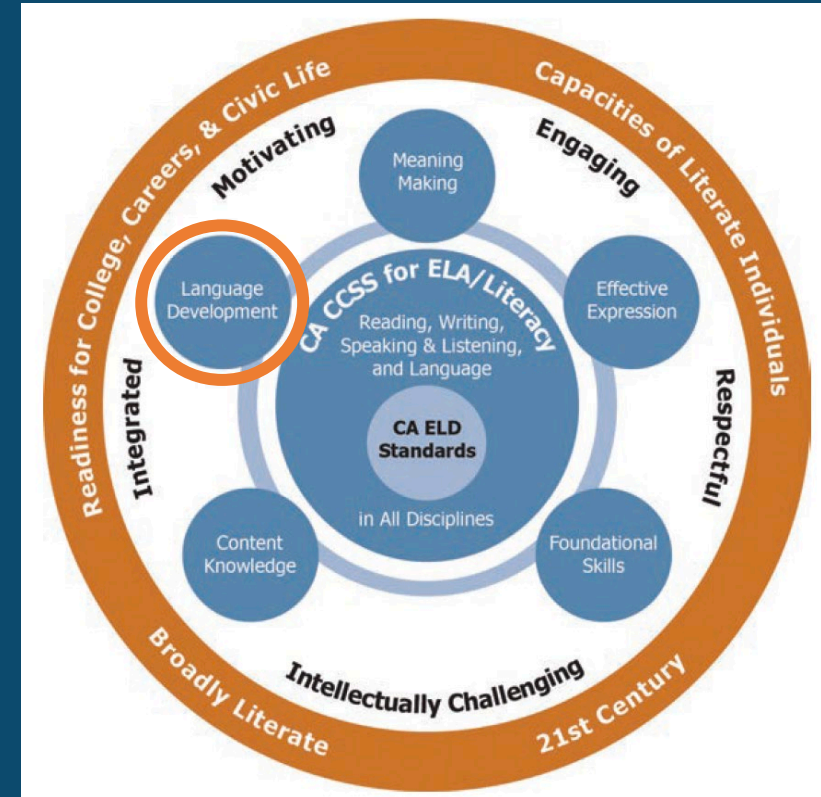 Readiness for College, Careers, & Civic Life
Capacities of Literate Individuals
Motivating
Engaging
Meaning
Making
Language
Development
Effective
Expression
CA CCSS for ELA/Literacy
Reading, Writing,
Speaking & Listening,
and Language
CA ELD
Standards
in All Disciplines
Integrated
Respectful
Content
Knowledge
Foundational
Skills
Intellectually Challenging
Broadly Literate
21st Century